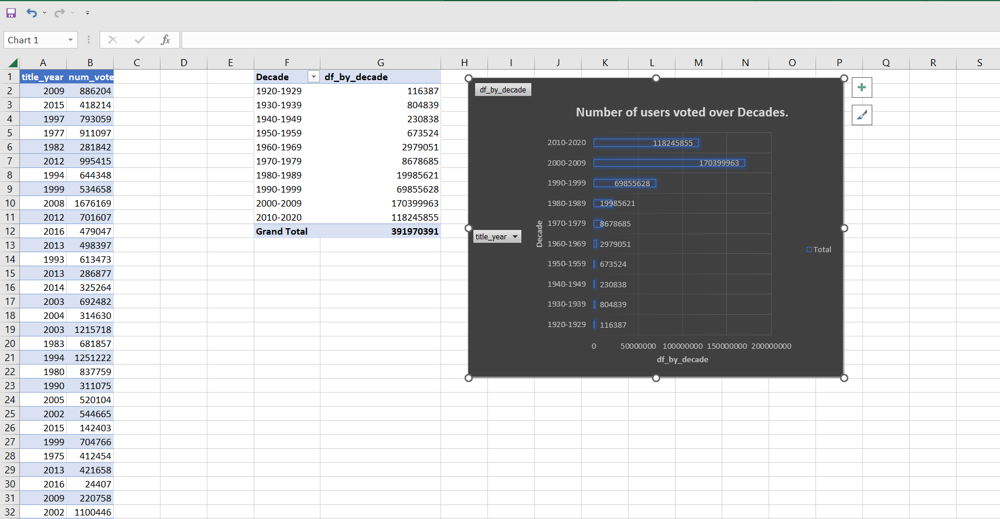 Chart 1
fx
A B C D E F G H I J K L M N O P Q R S
1 title_year num_vote Decade df_by_decade
2 2009 886204 1920-1929 116387
3 2015 418214 1930-1939 804839
4 1997 793059 1940-1949 230838
5 1977 911097 1950-1959 673524
6 1982 281842 1960-1969 2979051
7 2012 995415 1970-1979 8678685
8 1994 644348 1980-1989 19985621
9 1999 534658 1990-1999 69855628
10 2008 1676169 2000-2009 170399963
11 2012 701607 2010-2020 118245855
12 2016 479047 Grand Total 391970391
13 2013 498397
14 1993 613473
15 2013 286877
16 2014 325264
17 2003 692482
18 2004 314630
19 2003 1215718
20 1983 681857
21 1994 1251222
22 1980 837759
23 1990 311075
24 2005 520104
25 2002 544665
26 2015 142403
27 1999 704766
28 1975 412454
29 2013 421658
30 2016 24407
31 2009 220758
32 2002 1100446
df_by_decade
Number of users voted over Decades.
2010-2020 118245855
2000-2009 170399963
1990-1999 69855628
1980-1989 19985621
1970-1979 8678685
1960-1969 2979051
1950-1959 673524
1940-1949 230838
1930-1939 804839
1920-1929 116387
title_year
Decade
Total
0 50000000 100000000 150000000 200000000
df_by_decade